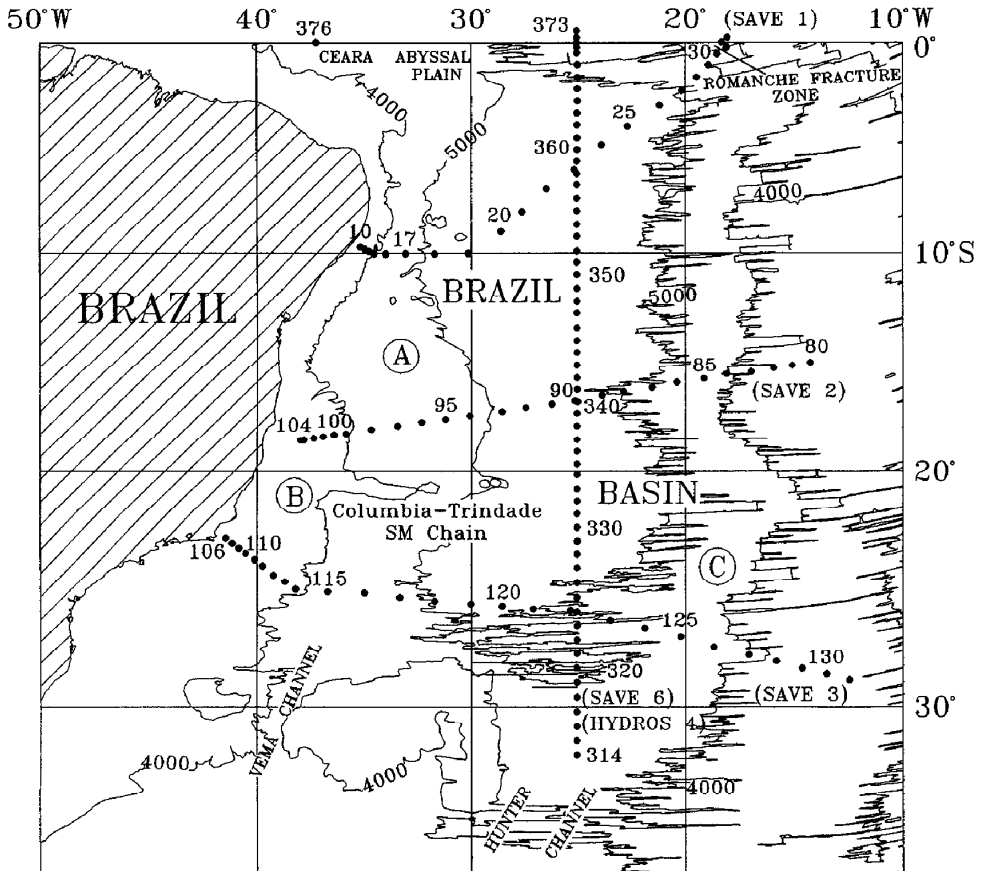 50°W
40°
30°
20°
(SAVE 1)
10°W
376
373
0°
CEARA ABYSSAL
PLAIN
30
ROMANCHE FRACTURE
ZONE
4000
5000
25
360
4000
20
10
5
17
10°S
350
BRAZIL
BRAZIL
5000
A
80
85
(SAVE 2)
90
340
95
100
104
20°
B
BASIN
Columbia-Trindade
SM Chain
330
106
110
C
115
120
125
320
130
(SAVE 6)
(SAVE 3)
(HYDROS 4)
30°
VEMA CHANNEL
314
4000
4000
4000
HUNTER CHANNEL